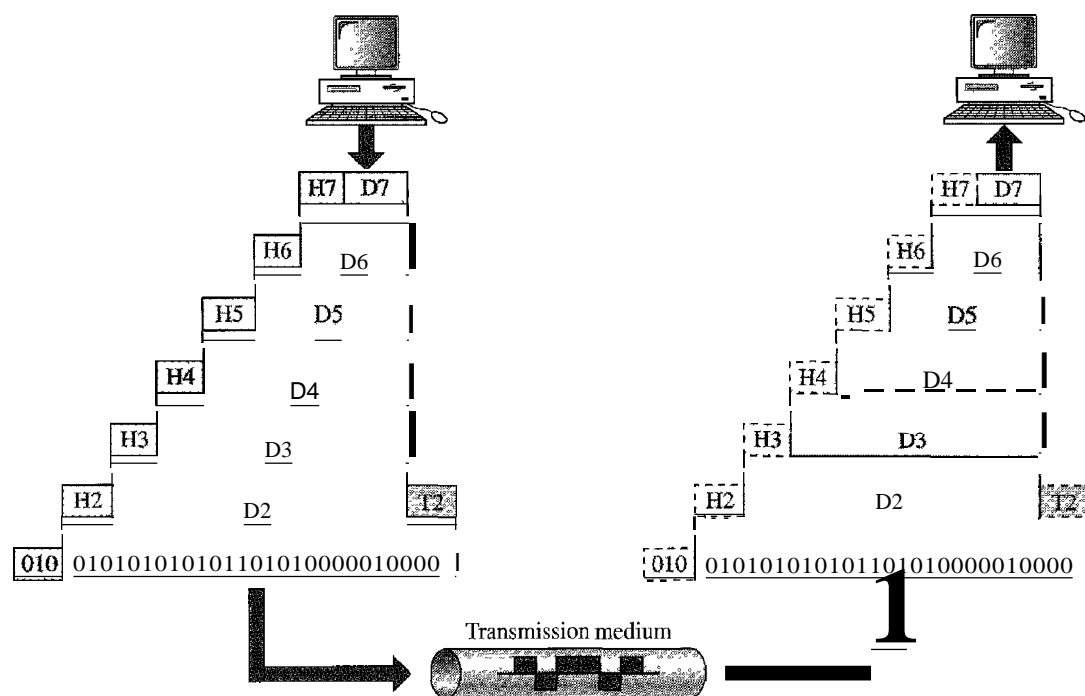 H7 D7
H6 D6
H5 D5
H4 D4
H3 D3
H2 D2 T2
010 010101010101101010000010000
H7 D7
H6 D6
H5 D5
H4 D4
H3 D3
H2 D2 T2
010 010101010101101010000010000
1
Transmission medium